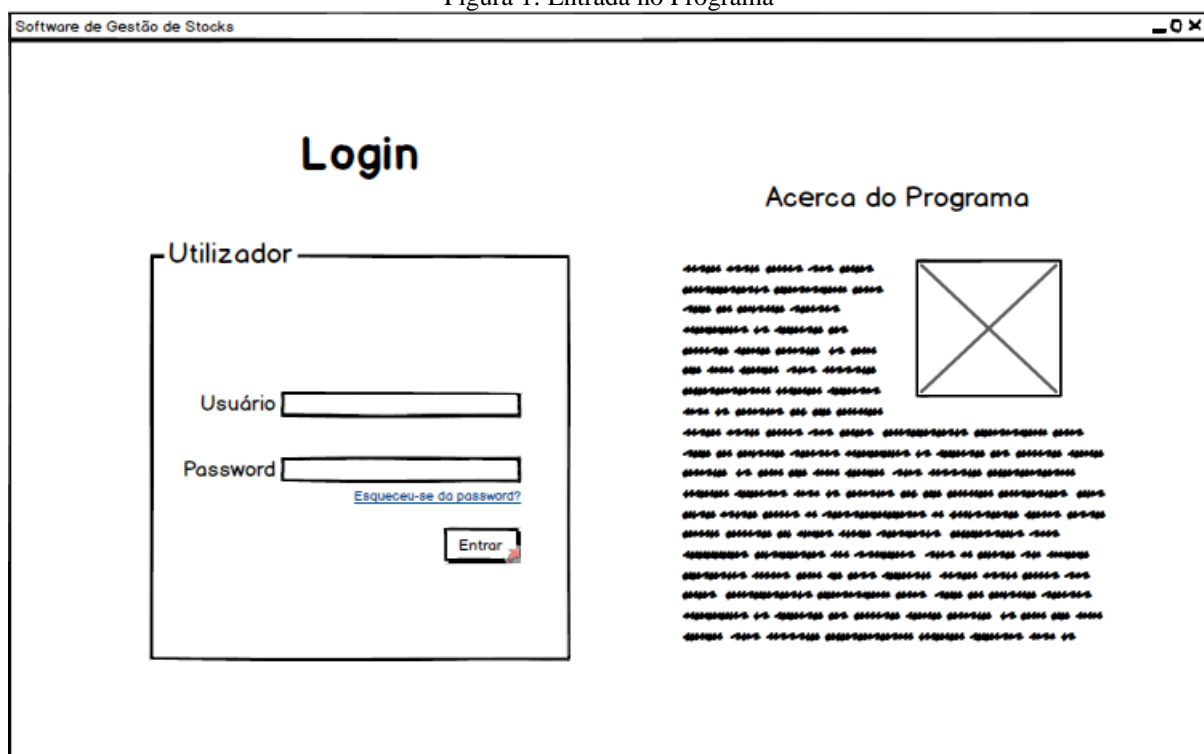 Figura 1: Entrada no Programa
Software de Gestão de Stocks
Login
Utilizador
Usuário
Password
Esqueceu-se da password?
Entrar
Acerca do Programa